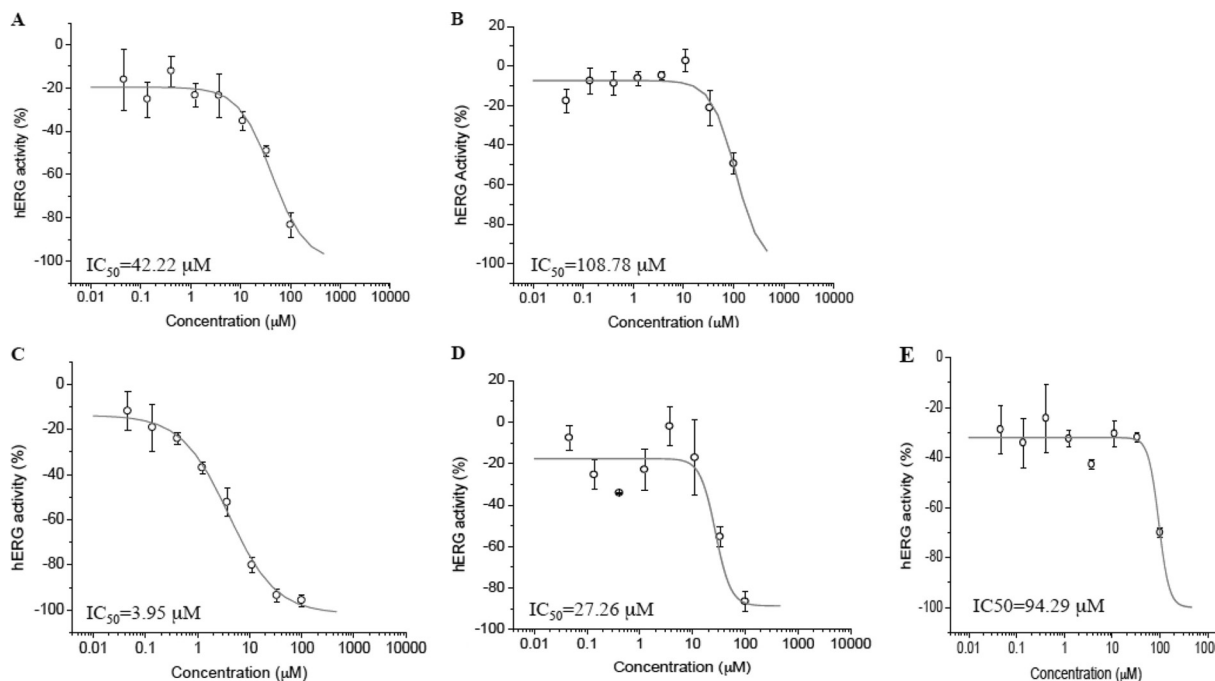 A
0
-20
-40
-60
-80
-100
hERG activity (%)
IC50=42.22 μM
0.01 0.1 1 10 100 1000 10000
Concentration (μM)
B
20
0
-20
-40
-60
-80
-100
hERG Activity (%)
IC50=108.78 μM
0.01 0.1 1 10 100 1000 10000
Concentration (μM)
C
0
-20
-40
-60
-80
-100
hERG activity (%)
IC50=3.95 μM
0.01 0.1 1 10 100 1000 10000
Concentration (μM)
D
20
0
-20
-40
-60
-80
-100
hERG activity (%)
IC50=27.26 μM
0.01 0.1 1 10 100 1000 10000
Concentration (μM)
E
0
-20
-40
-60
-80
-100
hERG activity (%)
IC50=94.29 μM
0.01 0.1 1 10 100 1000
Concentration (μM)